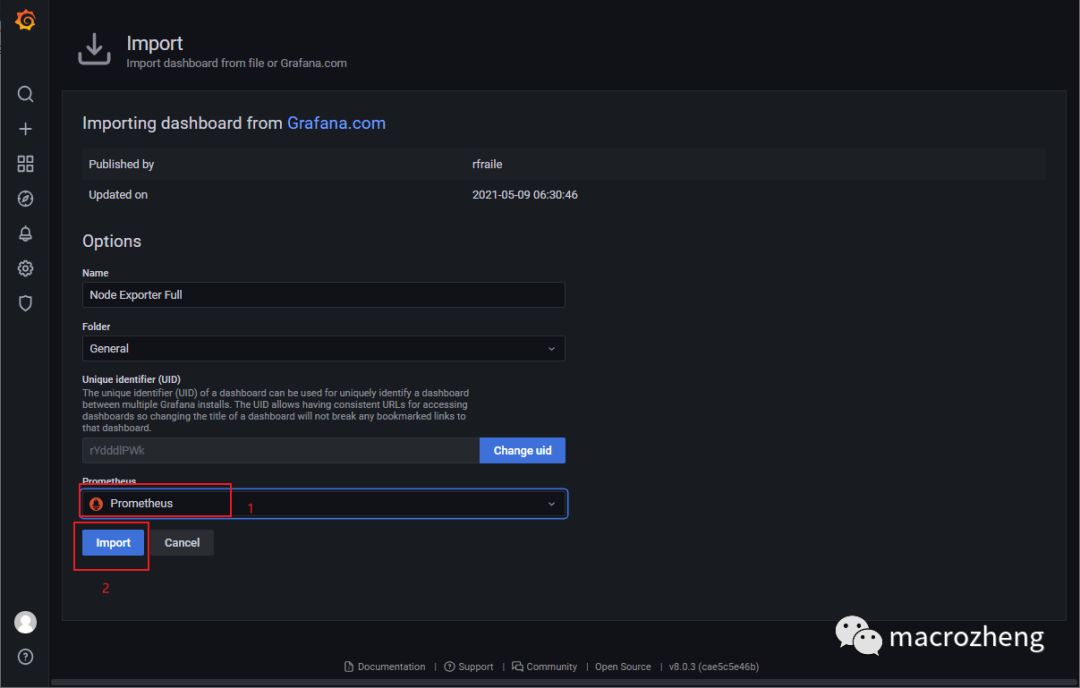 Import
Import dashboard from file or Grafana.com
Importing dashboard from Grafana.com
Published by rfraile
Updated on 2021-05-09 06:30:46
Options
Name
Node Exporter Full
Folder
General
Unique identifier (UID)
The unique identifier (UID) of a dashboard can be used for uniquely identify a dashboard
between multiple Grafana installs. The UID allows having consistent URLs for accessing
dashboards so changing the title of a dashboard will not break any bookmarked links to
that dashboard.
rYdddlPWk Change uid
Prometheus
Prometheus 1
Import Cancel
2
macrozheng
Documentation | Support | Community | Open Source | v8.0.3 (cae5c5e46b)